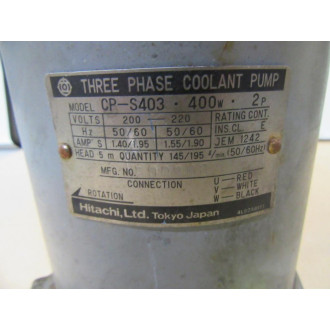 THREE PHASE COOLANT PUMP
MODEL CP-S403 · 400W · 2P
VOLTS 200 — 220 RATING CONT.
Hz 50/60 50/60 INS.CL. E
AMP'S 1.40/1.95 1.55/1.90 JEM 1242
HEAD 5 m QUANTITY 145/195 ℓ/min (50/60Hz)
MFG. NO.
CONNECTION U—RED
V—WHITE
ROTATION W—BLACK
Hitachi, Ltd. Tokyo Japan